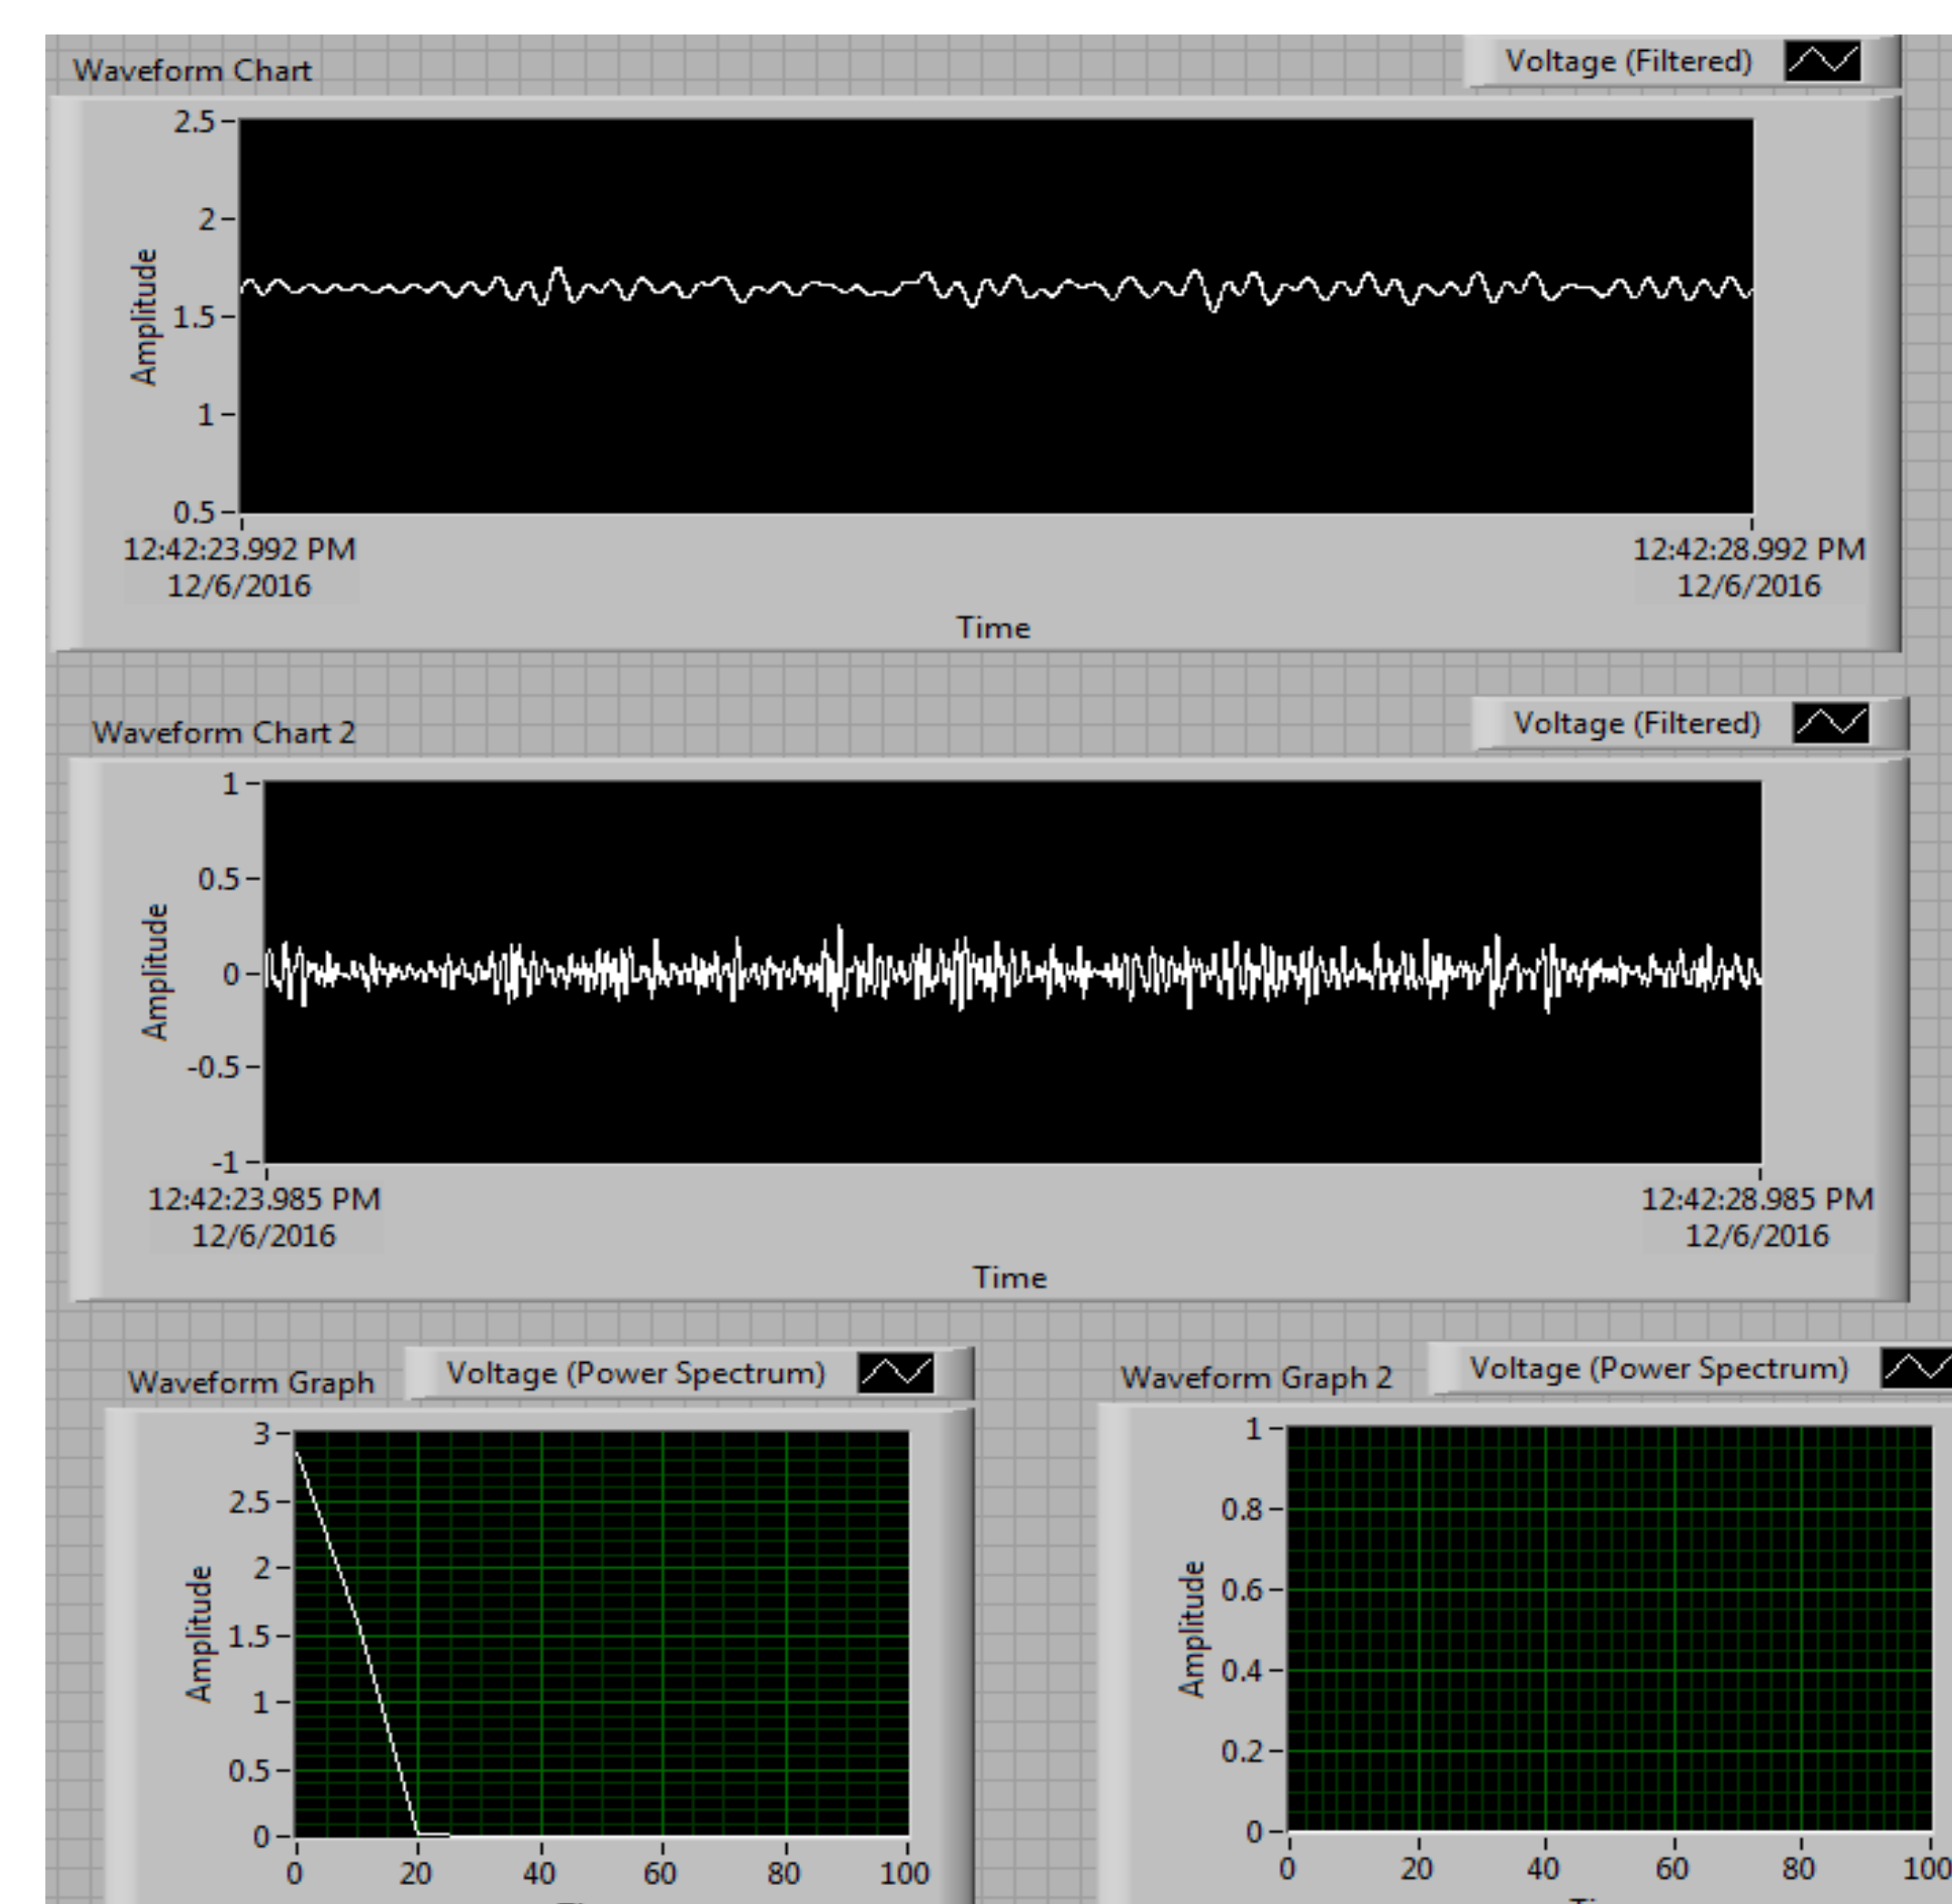 Waveform Chart
Voltage (Filtered)
2.5
2
1.5
1
0.5
Amplitude
12:42:23.992 PM
12/6/2016
12:42:28.992 PM
12/6/2016
Time
Waveform Chart 2
Voltage (Filtered)
1
0.5
0
-0.5
-1
Amplitude
12:42:23.985 PM
12/6/2016
12:42:28.985 PM
12/6/2016
Time
Waveform Graph
Voltage (Power Spectrum)
3
2.5
2
1.5
1
0.5
0
Amplitude
0 20 40 60 80 100
Waveform Graph 2
Voltage (Power Spectrum)
1
0.8
0.6
0.4
0.2
0
Amplitude
0 20 40 60 80 100